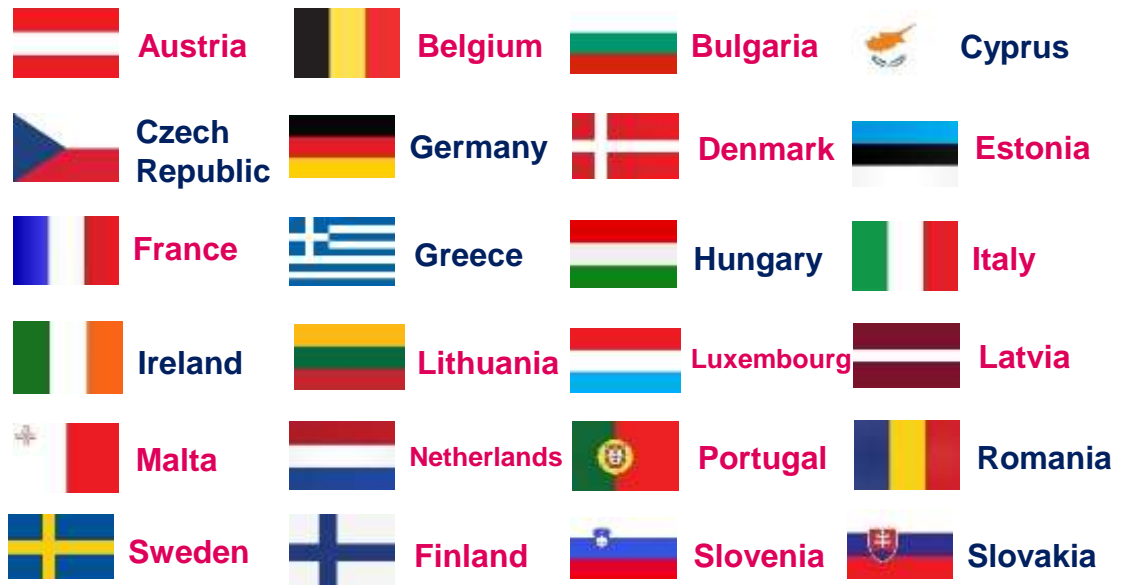 Austria
Belgium
Bulgaria
Cyprus
Czech
Republic
Germany
Denmark
Estonia
France
Greece
Hungary
Italy
Ireland
Lithuania
Luxembourg
Latvia
Malta
Netherlands
Portugal
Romania
Sweden
Finland
Slovenia
Slovakia